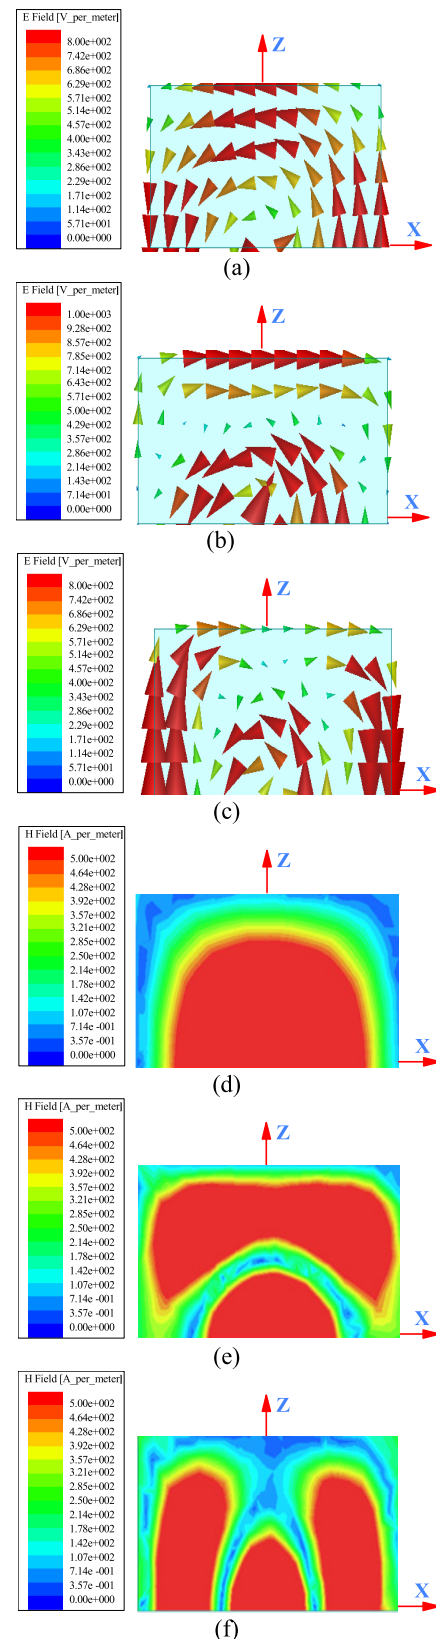 E Field [V_per_meter]
8.00e+002
7.42e+002
6.86e+002
6.29e+002
5.71e+002
5.14e+002
4.57e+002
4.00e+002
3.43e+002
2.86e+002
2.29e+002
1.71e+002
1.14e+002
5.71e+001
0.00e+000
Z
X
(a)
E Field [V_per_meter]
1.00e+003
9.28e+002
8.57e+002
7.85e+002
7.14e+002
6.43e+002
5.71e+002
5.00e+002
4.29e+002
3.57e+002
2.86e+002
2.14e+002
1.43e+002
7.14e+001
0.00e+000
Z
X
(b)
E Field [V_per_meter]
8.00e+002
7.42e+002
6.86e+002
6.29e+002
5.71e+002
5.14e+002
4.57e+002
4.00e+002
3.43e+002
2.86e+002
2.29e+002
1.71e+002
1.14e+002
5.71e+001
0.00e+000
Z
X
(c)
H Field [A_per_meter]
5.00e+002
4.64e+002
4.28e+002
3.92e+002
3.57e+002
3.21e+002
2.85e+002
2.50e+002
2.14e+002
1.78e+002
1.42e+002
1.07e+002
7.14e -001
3.57e -001
0.00e+000
Z
X
(d)
H Field [A_per_meter]
5.00e+002
4.64e+002
4.28e+002
3.92e+002
3.57e+002
3.21e+002
2.85e+002
2.50e+002
2.14e+002
1.78e+002
1.42e+002
1.07e+002
7.14e -001
3.57e -001
0.00e+000
Z
X
(e)
H Field [A_per_meter]
5.00e+002
4.64e+002
4.28e+002
3.92e+002
3.57e+002
3.21e+002
2.85e+002
2.50e+002
2.14e+002
1.78e+002
1.42e+002
1.07e+002
7.14e -001
3.57e -001
0.00e+000
Z
X
(f)